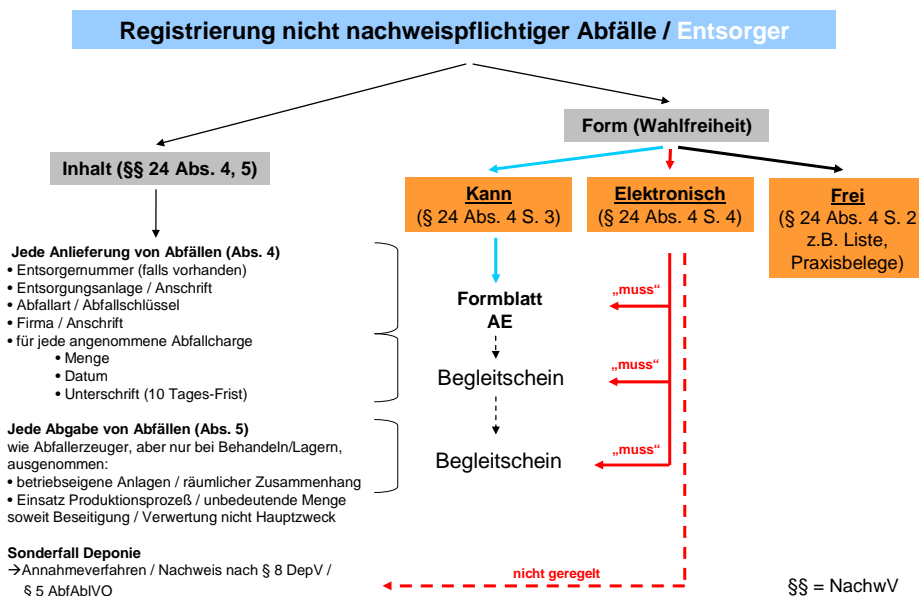 Registrierung nicht nachweispflichtiger Abfälle / Entsorger
Form (Wahlfreiheit)
Inhalt (§§ 24 Abs. 4, 5)
Kann
(§ 24 Abs. 4 S. 3)
Elektronisch
(§ 24 Abs. 4 S. 4)
Frei
(§ 24 Abs. 4 S. 2
z.B. Liste,
Praxisbelege)
Jede Anlieferung von Abfällen (Abs. 4)
• Entsorgernummer (falls vorhanden)
• Entsorgungsanlage / Anschrift
• Abfallart / Abfallschlüssel
• Firma / Anschrift
• für jede angenommene Abfallcharge
• Menge
• Datum
• Unterschrift (10 Tages-Frist)
Formblatt
AE
„muss“
Begleitschein
„muss“
Jede Abgabe von Abfällen (Abs. 5)
wie Abfallerzeuger, aber nur bei Behandeln/Lagern,
ausgenommen:
• betriebseigene Anlagen / räumlicher Zusammenhang
• Einsatz Produktionsprozeß / unbedeutende Menge
soweit Beseitigung / Verwertung nicht Hauptzweck
Begleitschein
„muss“
Sonderfall Deponie
→Annahmeverfahren / Nachweis nach § 8 DepV /
§ 5 AbfAblVO
nicht geregelt
§§ = NachwV